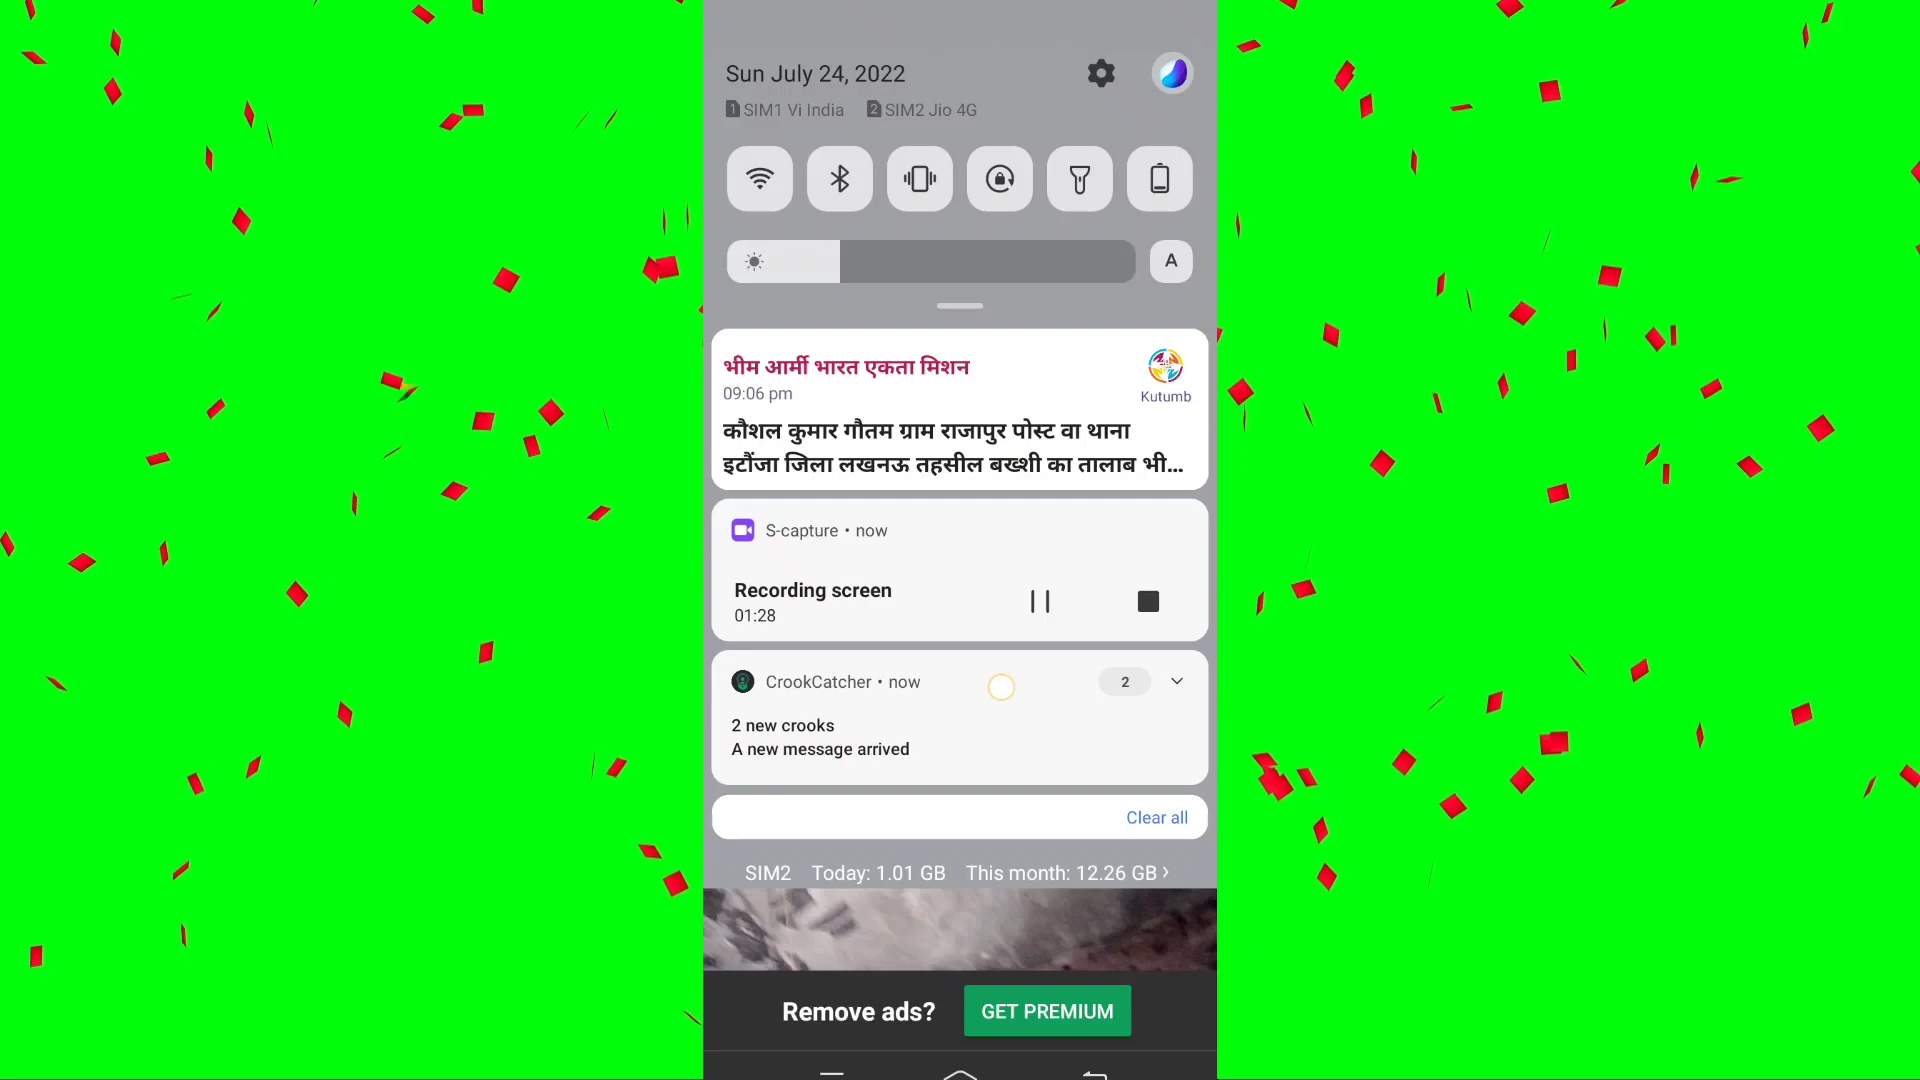 Sun July 24, 2022
1 SIM1 Vi India 2 SIM2 Jio 4G
A
भीम आर्मी भारत एकता मिशन
09:06 pm
Kutumb
कौशल कुमार गौतम ग्राम राजापुर पोस्ट वा थाना
इटौंजा जिला लखनऊ तहसील बख्शी का तालाब भी...
S-capture • now
Recording screen
01:28
CrookCatcher • now 2
2 new crooks
A new message arrived
Clear all
SIM2 Today: 1.01 GB This month: 12.26 GB ›
Remove ads? GET PREMIUM